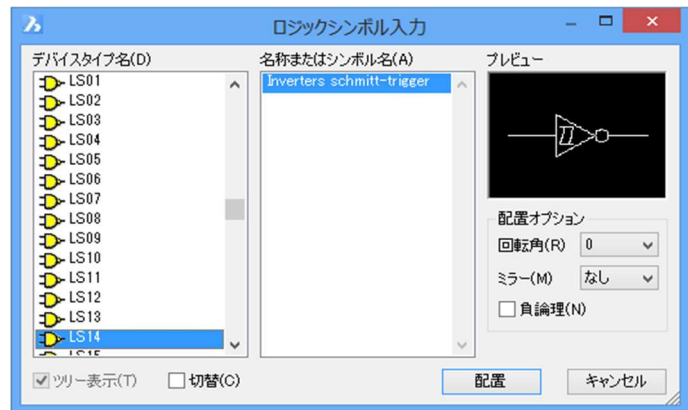 ロジックシンボル入力
デバイスタイプ名(D)
LS01
LS02
LS03
LS04
LS05
LS06
LS07
LS08
LS09
LS10
LS11
LS12
LS13
LS14
LS15
名称またはシンボル名(A)
Inverters schmitt-trigger
プレビュー
配置オプション
回転角(R) 0
ミラー(M) なし
負論理(N)
ツリー表示(T) 切替(C) 配置 キャンセル